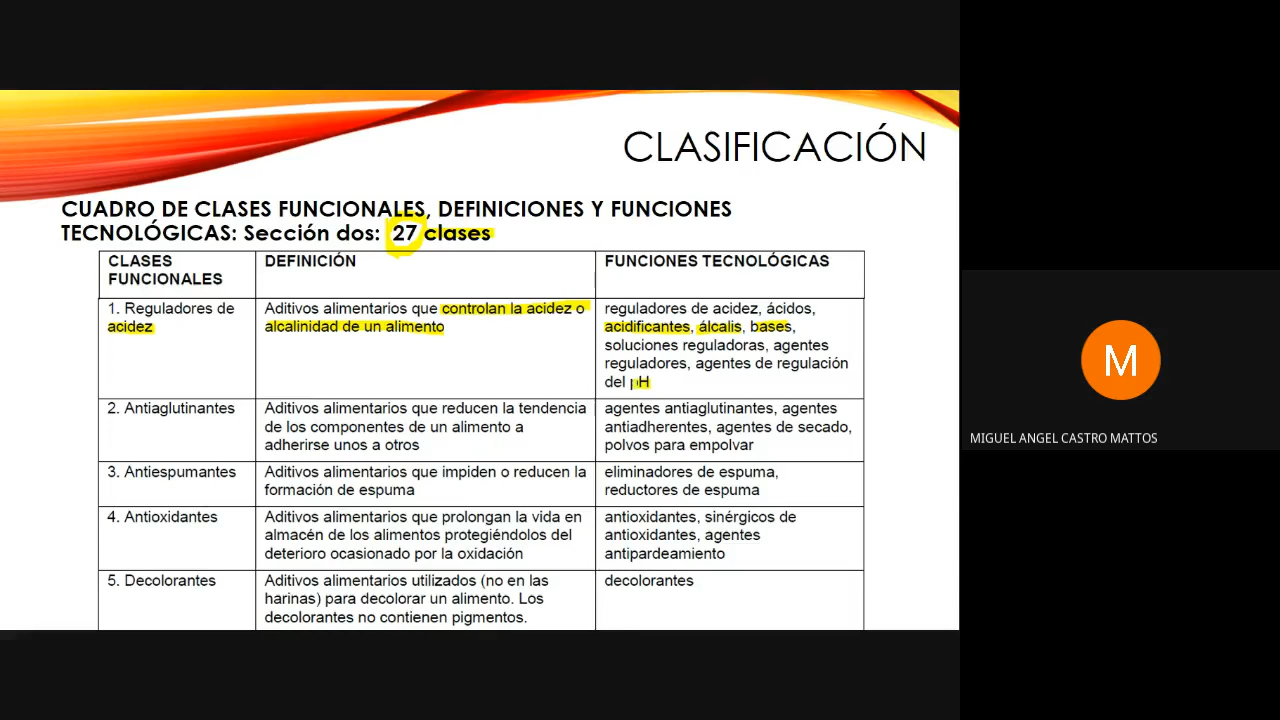 CLASIFICACIÓN
CUADRO DE CLASES FUNCIONALES, DEFINICIONES Y FUNCIONES
TECNOLÓGICAS: Sección dos: 27 clases
CLASES
FUNCIONALES
DEFINICIÓN
FUNCIONES TECNOLÓGICAS
1. Reguladores de
acidez
Aditivos alimentarios que controlan la acidez o
alcalinidad de un alimento
reguladores de acidez, ácidos,
acidificantes, álcalis, bases,
soluciones reguladoras, agentes
reguladores, agentes de regulación
del pH
2. Antiaglutinantes
Aditivos alimentarios que reducen la tendencia
de los componentes de un alimento a
adherirse unos a otros
agentes antiaglutinantes, agentes
antiadherentes, agentes de secado,
polvos para empolvar
3. Antiespumantes
Aditivos alimentarios que impiden o reducen la
formación de espuma
eliminadores de espuma,
reductores de espuma
4. Antioxidantes
Aditivos alimentarios que prolongan la vida en
almacén de los alimentos protegiéndolos del
deterioro ocasionado por la oxidación
antioxidantes, sinérgicos de
antioxidantes, agentes
antipardeamiento
5. Decolorantes
Aditivos alimentarios utilizados (no en las
harinas) para decolorar un alimento. Los
decolorantes no contienen pigmentos.
decolorantes
M
MIGUEL ANGEL CASTRO MATTOS